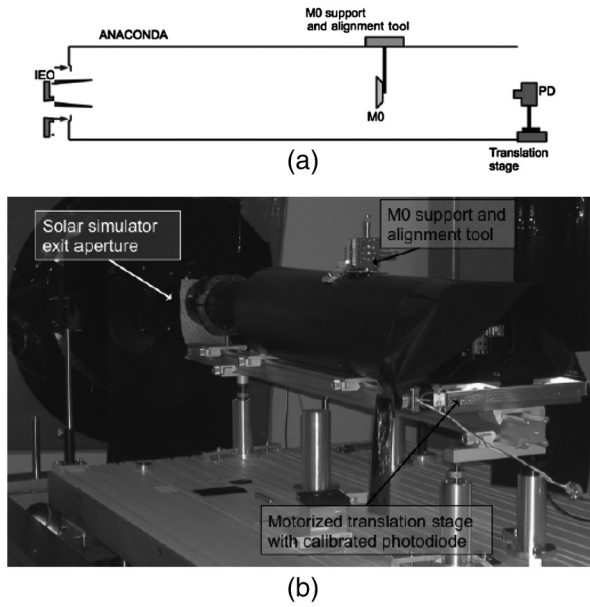 M0 support
and alignment tool
ANACONDA
IEO
PD
M0
Translation
stage
(a)
Solar simulator
exit aperture
M0 support and
alignment tool
Motorized translation stage
with calibrated photodiode
(b)